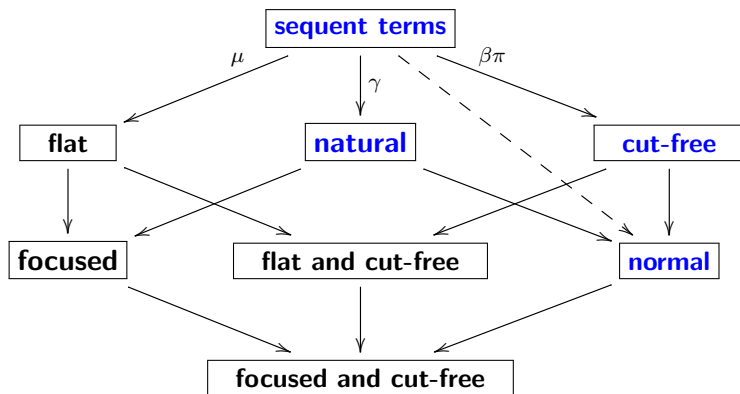 sequent terms
μ
γ
βπ
flat
natural
cut-free
focused
flat and cut-free
normal
focused and cut-free